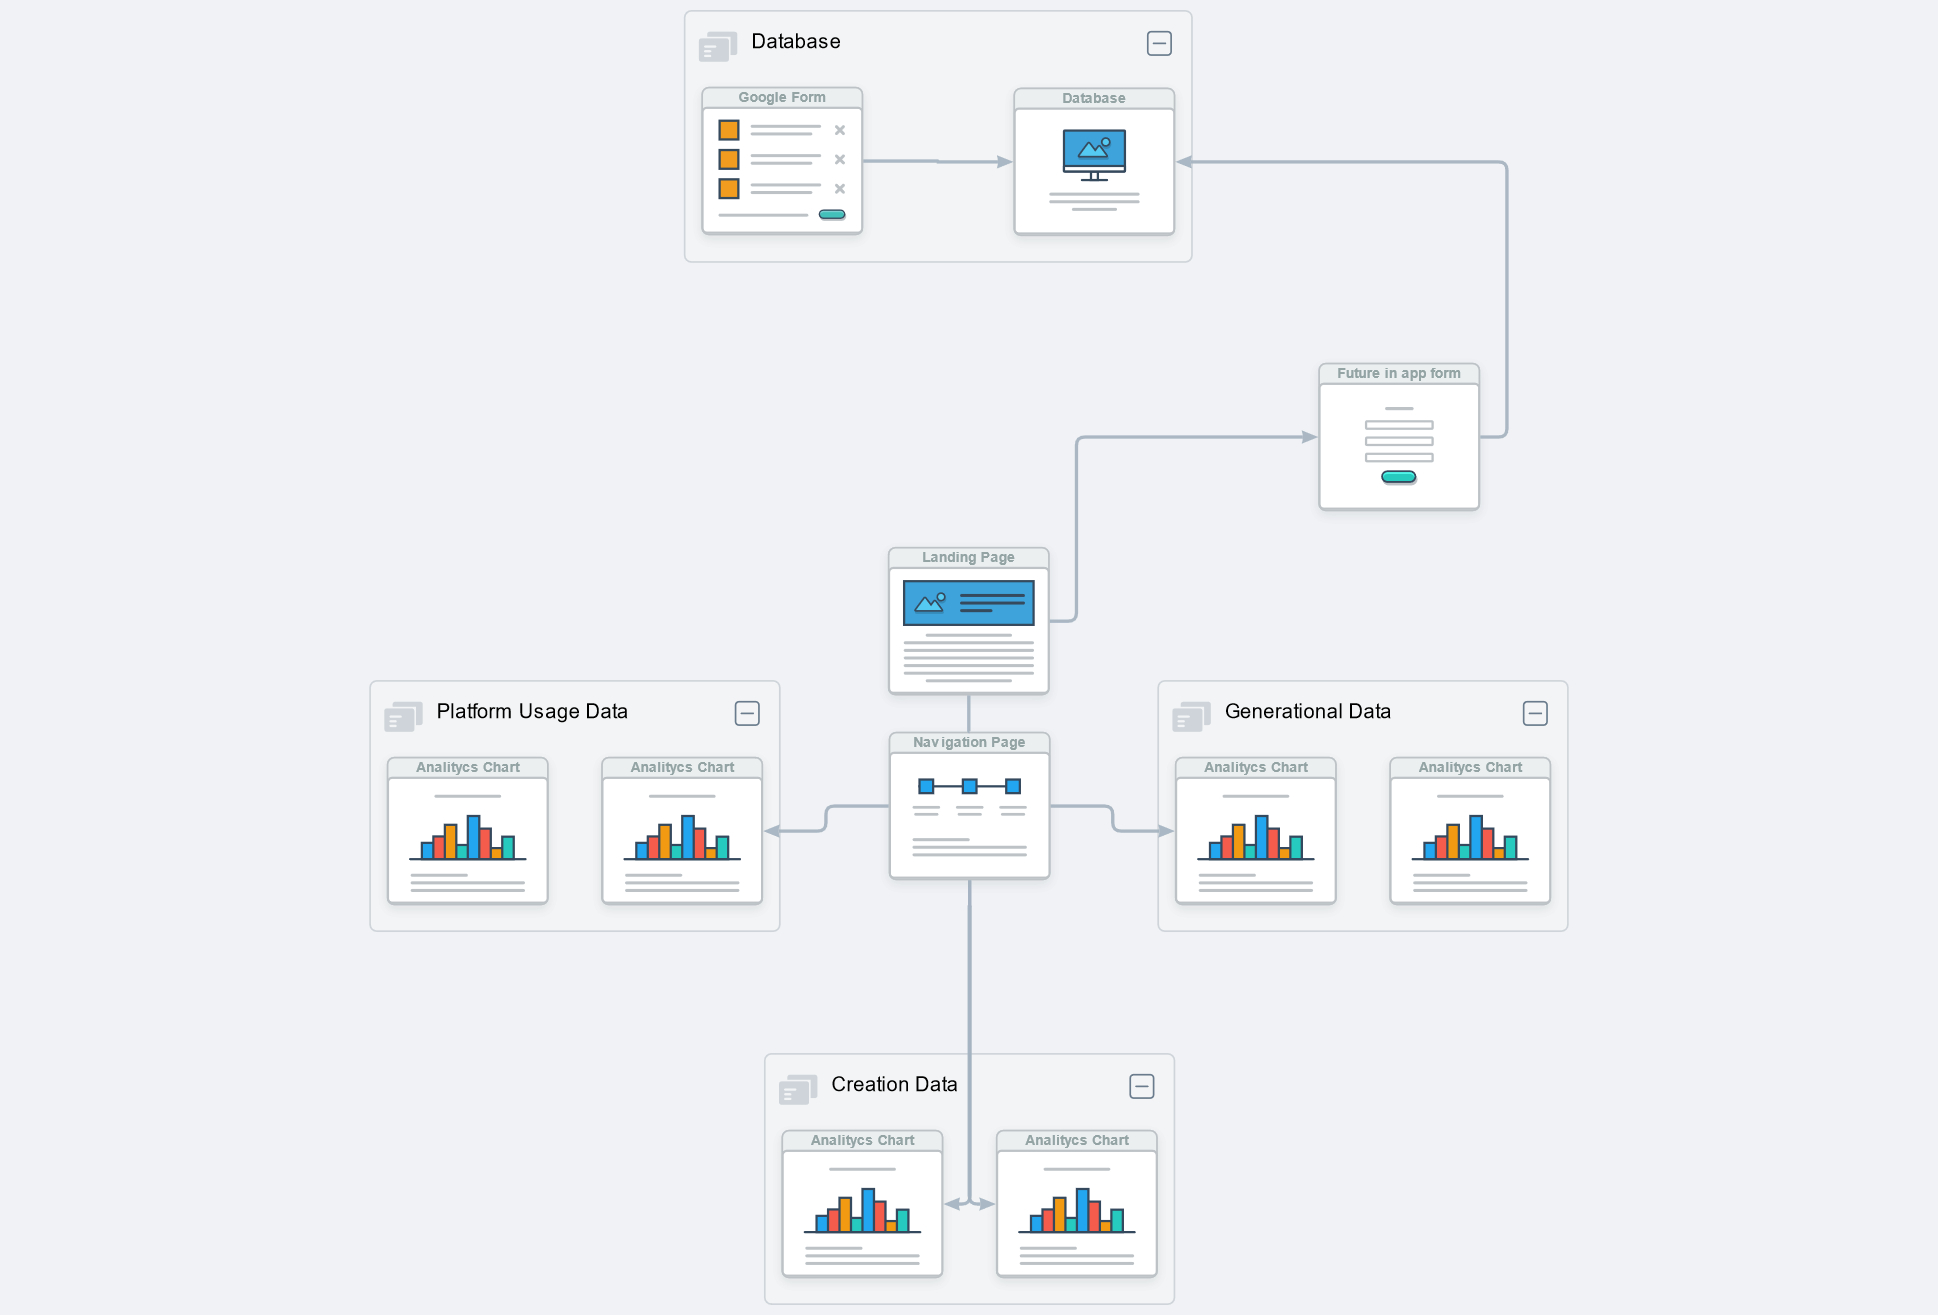 Database
Google Form
Database
Future in app form
Landing Page
Platform Usage Data
Analitycs Chart
Analitycs Chart
Navigation Page
Generational Data
Analitycs Chart
Analitycs Chart
Creation Data
Analitycs Chart
Analitycs Chart